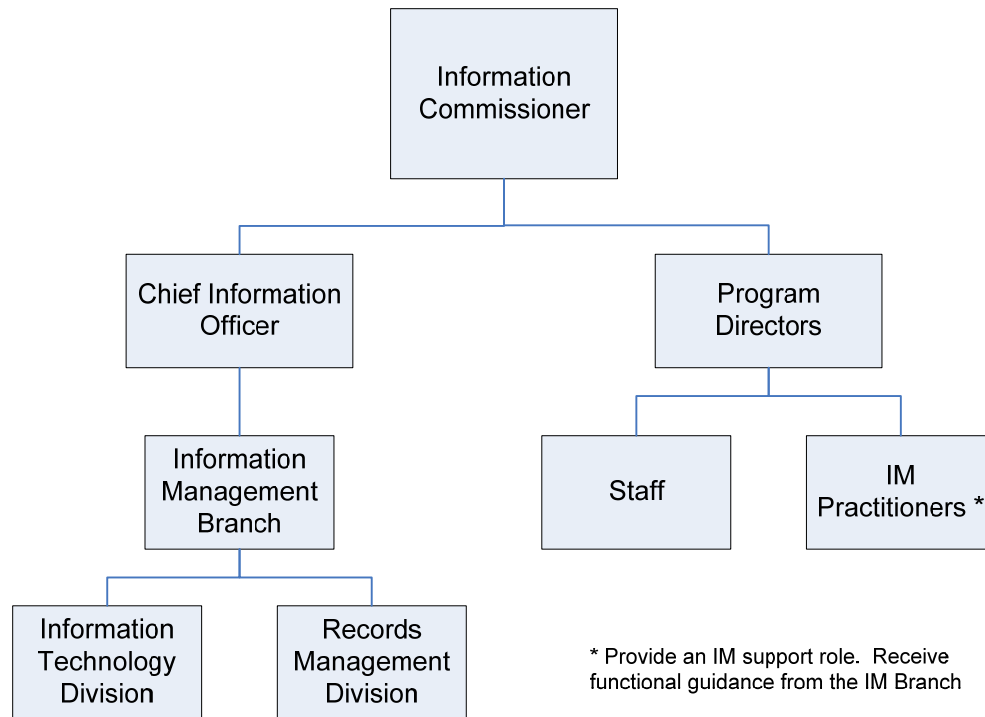 Information
Commissioner
Chief Information
Officer
Program
Directors
Information
Management
Branch
Staff
IM
Practitioners *
Information
Technology
Division
Records
Management
Division
* Provide an IM support role. Receive
functional guidance from the IM Branch